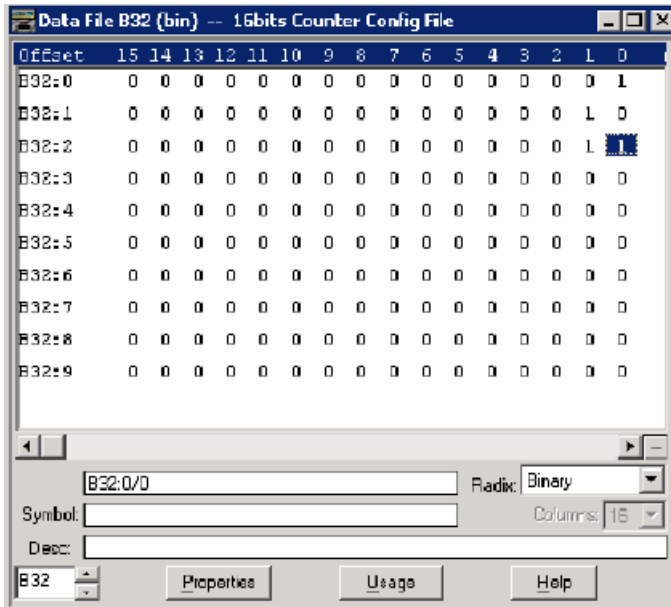 Data File B32 (bin) -- 16bits Counter Config File
Offset 15 14 13 12 11 10 9 8 7 6 5 4 3 2 1 0
B32:0 0 0 0 0 0 0 0 0 0 0 0 0 0 0 0 1
B32:1 0 0 0 0 0 0 0 0 0 0 0 0 0 0 1 0
B32:2 0 0 0 0 0 0 0 0 0 0 0 0 0 0 1 1
B32:3 0 0 0 0 0 0 0 0 0 0 0 0 0 0 0 0
B32:4 0 0 0 0 0 0 0 0 0 0 0 0 0 0 0 0
B32:5 0 0 0 0 0 0 0 0 0 0 0 0 0 0 0 0
B32:6 0 0 0 0 0 0 0 0 0 0 0 0 0 0 0 0
B32:7 0 0 0 0 0 0 0 0 0 0 0 0 0 0 0 0
B32:8 0 0 0 0 0 0 0 0 0 0 0 0 0 0 0 0
B32:9 0 0 0 0 0 0 0 0 0 0 0 0 0 0 0 0
B32:0/0 Radix: Binary
Symbol: Columns: 16
Desc:
B32 Properties Usage Help